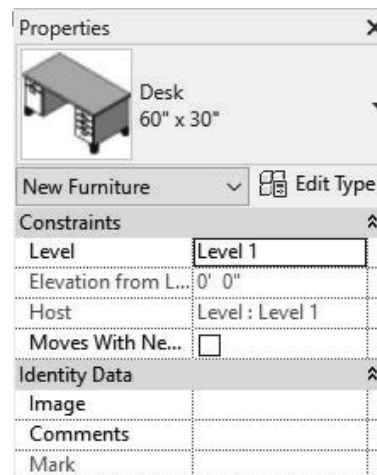 Properties
Desk
60" x 30"
New Furniture
Edit Type
Constraints
Level Level 1
Elevation from L... 0' 0"
Host Level : Level 1
Moves With Ne...
Identity Data
Image
Comments
Mark